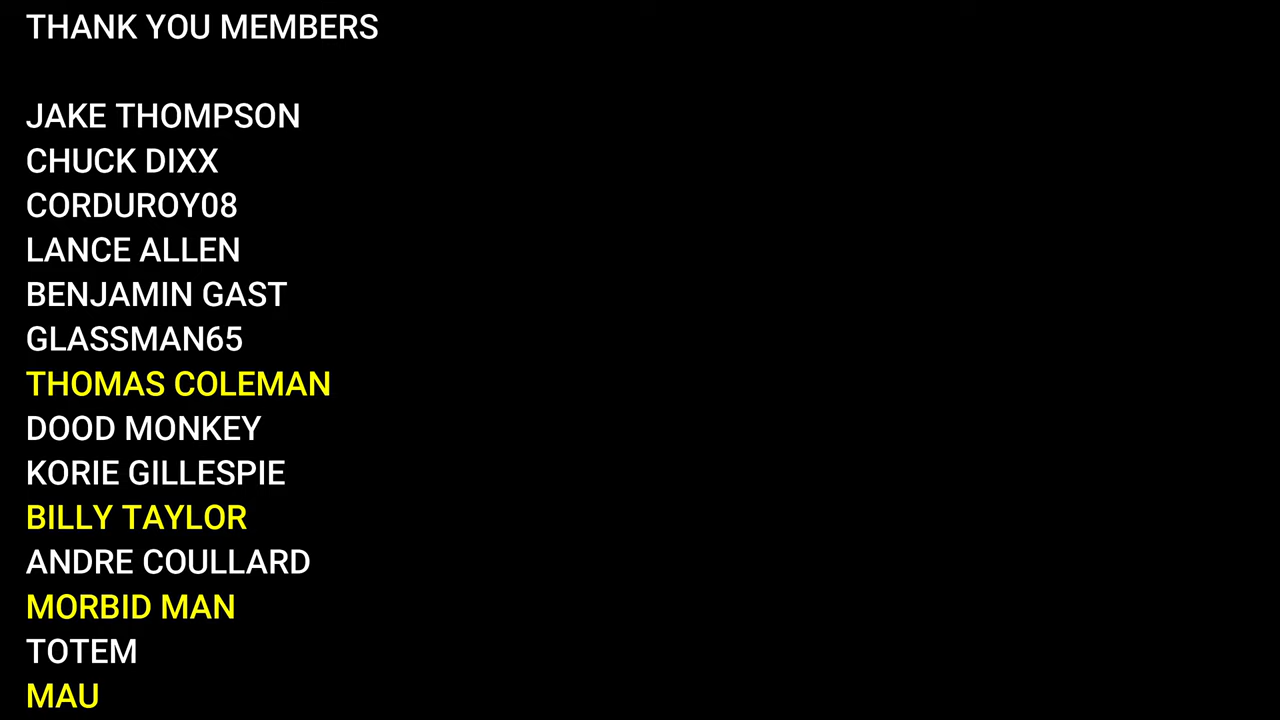 THANK YOU MEMBERS
JAKE THOMPSON
CHUCK DIXX
CORDUROY08
LANCE ALLEN
BENJAMIN GAST
GLASSMAN65
THOMAS COLEMAN
DOOD MONKEY
KORIE GILLESPIE
BILLY TAYLOR
ANDRE COULLARD
MORBID MAN
TOTEM
MAU